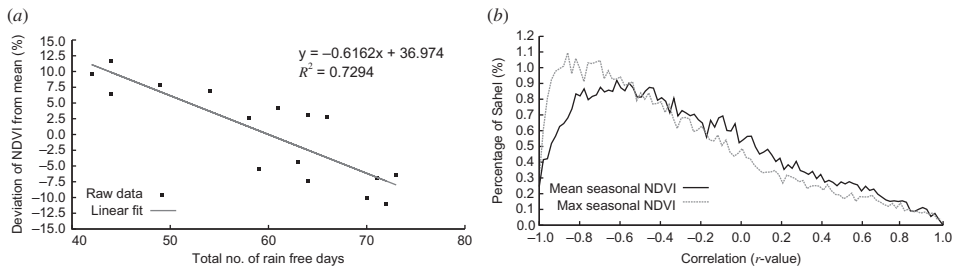 (a)
Deviation of NDVI from mean (%)
15.0
12.5
10.0
7.5
5.0
2.5
0.0
−2.5
−5.0
−7.5
−10.0
−12.5
−15.0
y = −0.6162x + 36.974
R² = 0.7294
Raw data
Linear fit
40 50 60 70 80
Total no. of rain free days
(b)
Percentage of Sahel (%)
1.2
1.1
1.0
0.9
0.8
0.7
0.6
0.5
0.4
0.3
0.2
0.1
0.0
Mean seasonal NDVI
Max seasonal NDVI
−1.0 −0.8 −0.6 −0.4 −0.2 0.0 0.2 0.4 0.6 0.8 1.0
Correlation (r-value)